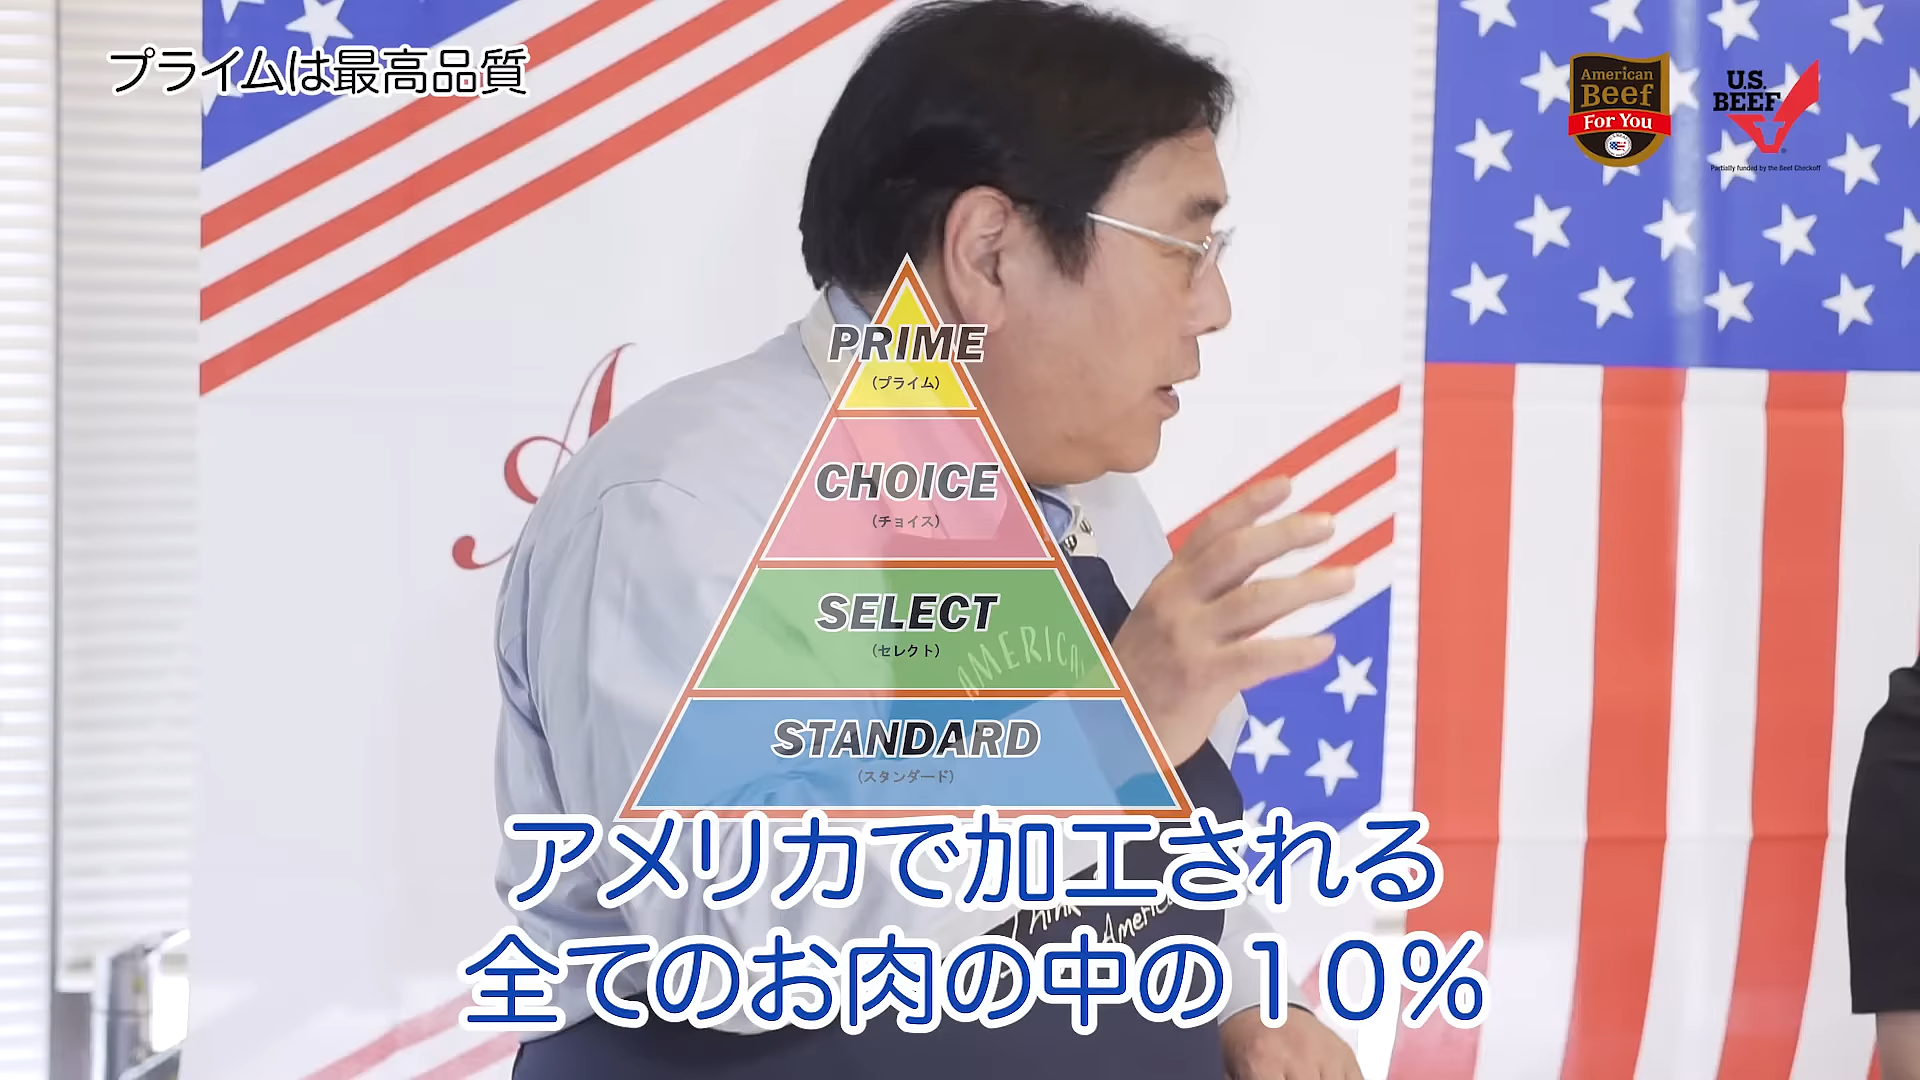 プライムは最高品質
American
Beef
For You
U.S.
BEEF
Partially funded by the Beef Checkoff
PRIME
（プライム）
CHOICE
（チョイス）
SELECT
（セレクト）
AMERICA
STANDARD
（スタンダード）
アメリカで加工される
Think
America
全てのお肉の中の10%